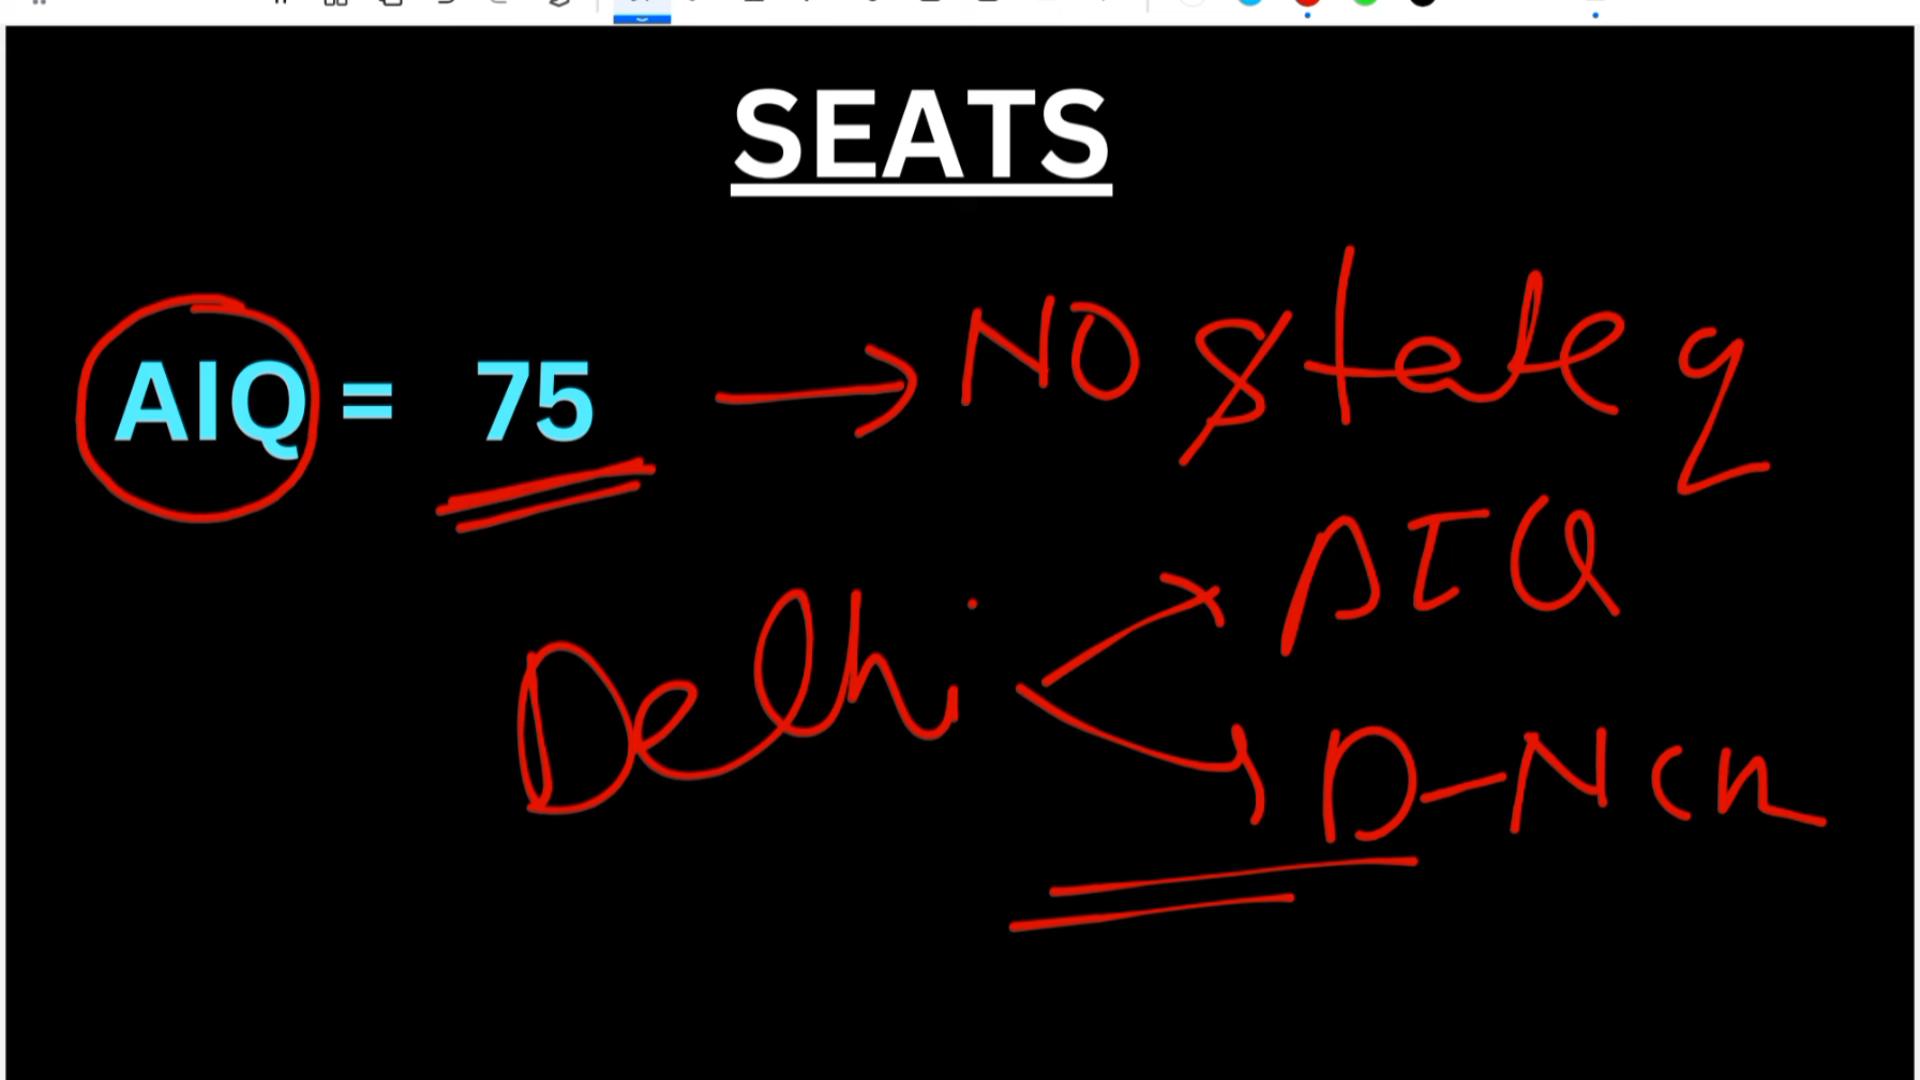 SEATS
AIQ = 75 → NO State q
AIQ
Delhi
D-NCR